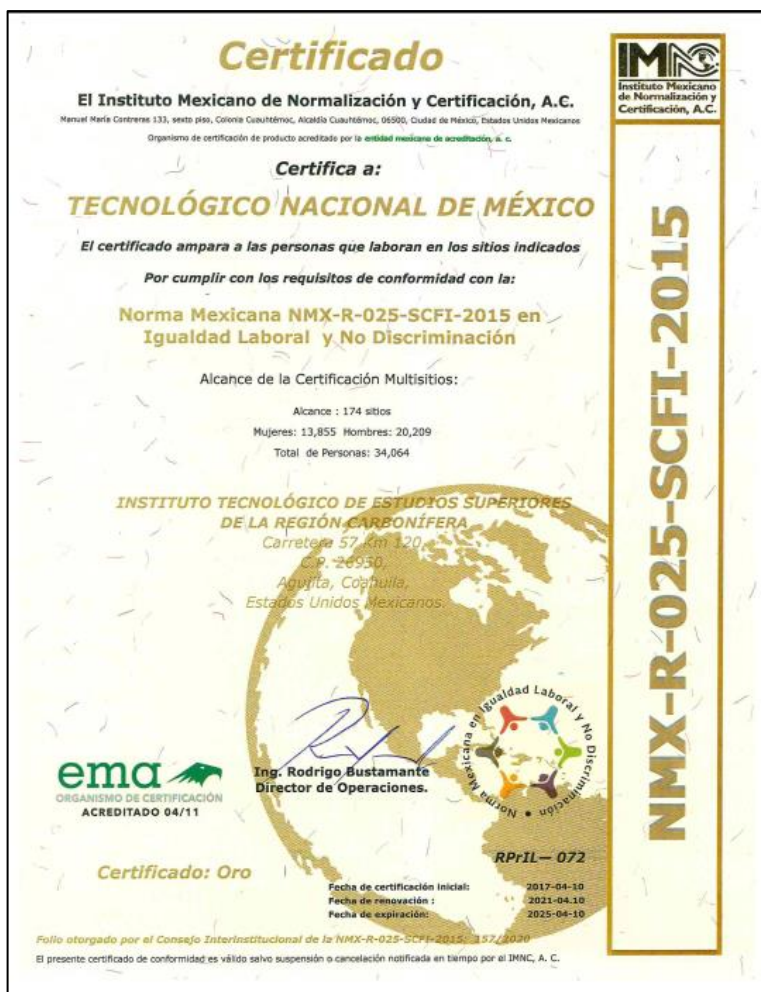 Certificado
El Instituto Mexicano de Normalización y Certificación, A.C.
Manuel María Contreras 133, sexto piso, Colonia Cuauhtémoc, Alcaldía Cuauhtémoc, 06500, Ciudad de México, Estados Unidos Mexicanos
Organismo de certificación de producto acreditado por la entidad mexicana de acreditación, a. c.
Certifica a:
TECNOLÓGICO NACIONAL DE MÉXICO
El certificado ampara a las personas que laboran en los sitios indicados
Por cumplir con los requisitos de conformidad con la:
Norma Mexicana NMX-R-025-SCFI-2015 en
Igualdad Laboral y No Discriminación
Alcance de la Certificación Multisitios:
Alcance : 174 sitios
Mujeres: 13,855 Hombres: 20,209
Total de Personas: 34,064
INSTITUTO TECNOLÓGICO DE ESTUDIOS SUPERIORES
DE LA REGIÓN CARBONÍFERA
Carretera 57 Km 120,
C.P. 26950,
Agujita, Coahuila,
Estados Unidos Mexicanos.
Ing. Rodrigo Bustamante
Director de Operaciones.
ema
ORGANISMO DE CERTIFICACIÓN
ACREDITADO 04/11
Norma Mexicana en Igualdad Laboral y No Discriminación •
RPrIL— 072
Certificado: Oro
Fecha de certificación inicial: 2017-04-10
Fecha de renovación : 2021-04.10
Fecha de expiración: 2025-04-10
Folio otorgado por el Consejo Interinstitucional de la NMX-R-025-SCFI-2015: 157/2020
El presente certificado de conformidad es válido salvo suspensión o cancelación notificada en tiempo por el IMNC, A. C.
IMNC
Instituto Mexicano
de Normalización y
Certificación, A.C.
NMX-R-025-SCFI-2015